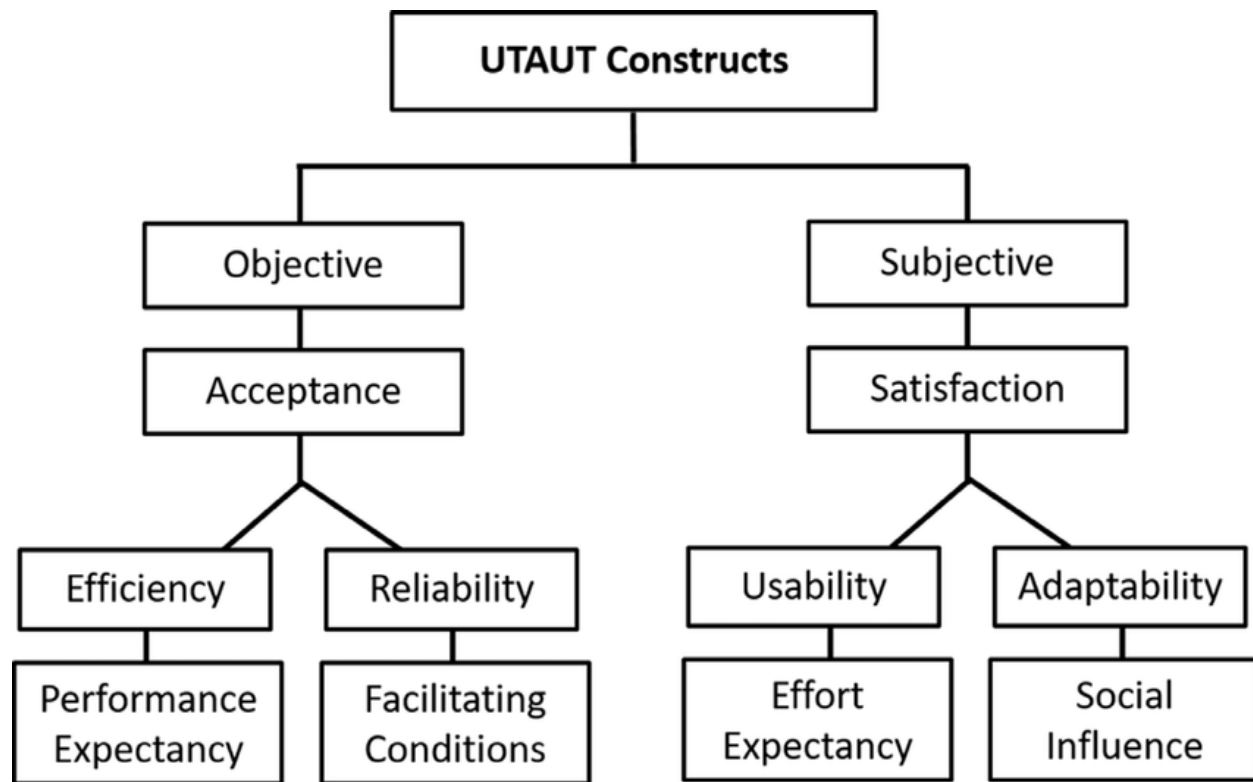 UTAUT Constructs
Objective
Subjective
Acceptance
Satisfaction
Efficiency
Reliability
Usability
Adaptability
Performance
Expectancy
Facilitating
Conditions
Effort
Expectancy
Social
Influence